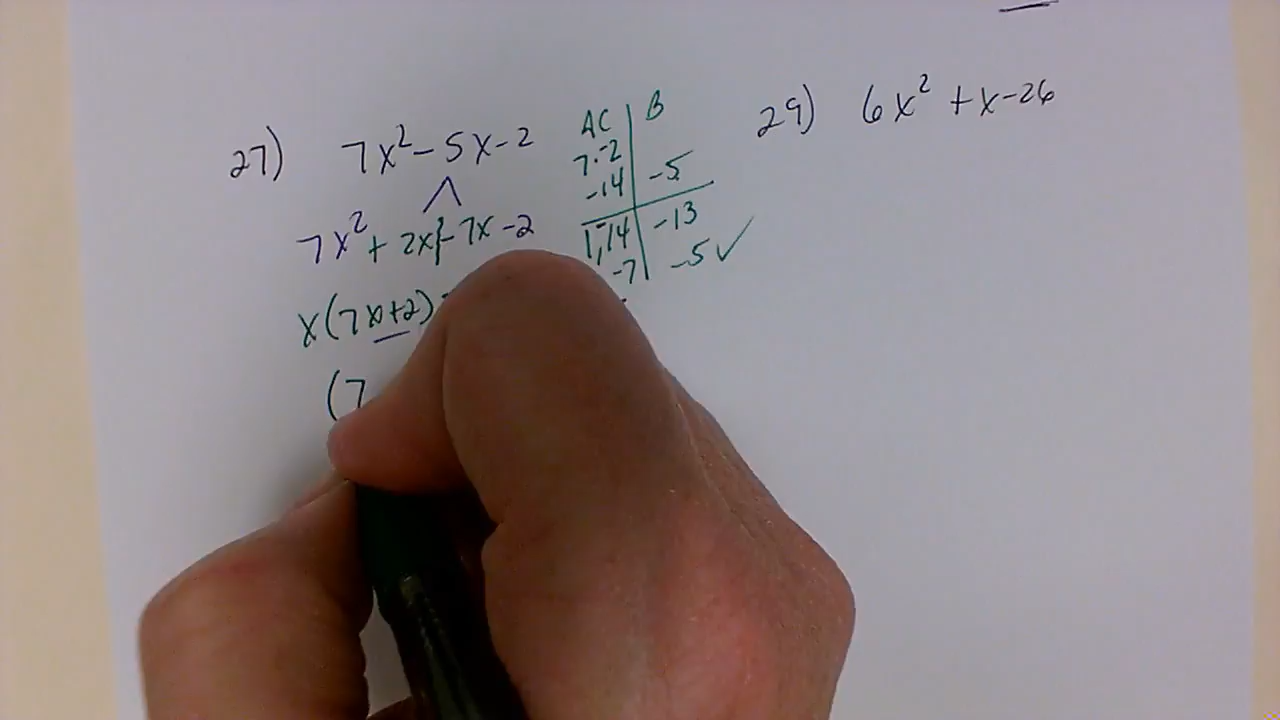 27) 7x² - 5x - 2
7x² + 2x - 7x - 2
x(7x+2)
(7
AC B
7·-2
-14 -5
1,-14 -13
-7 -5 ✓
29) 6x² + x - 26